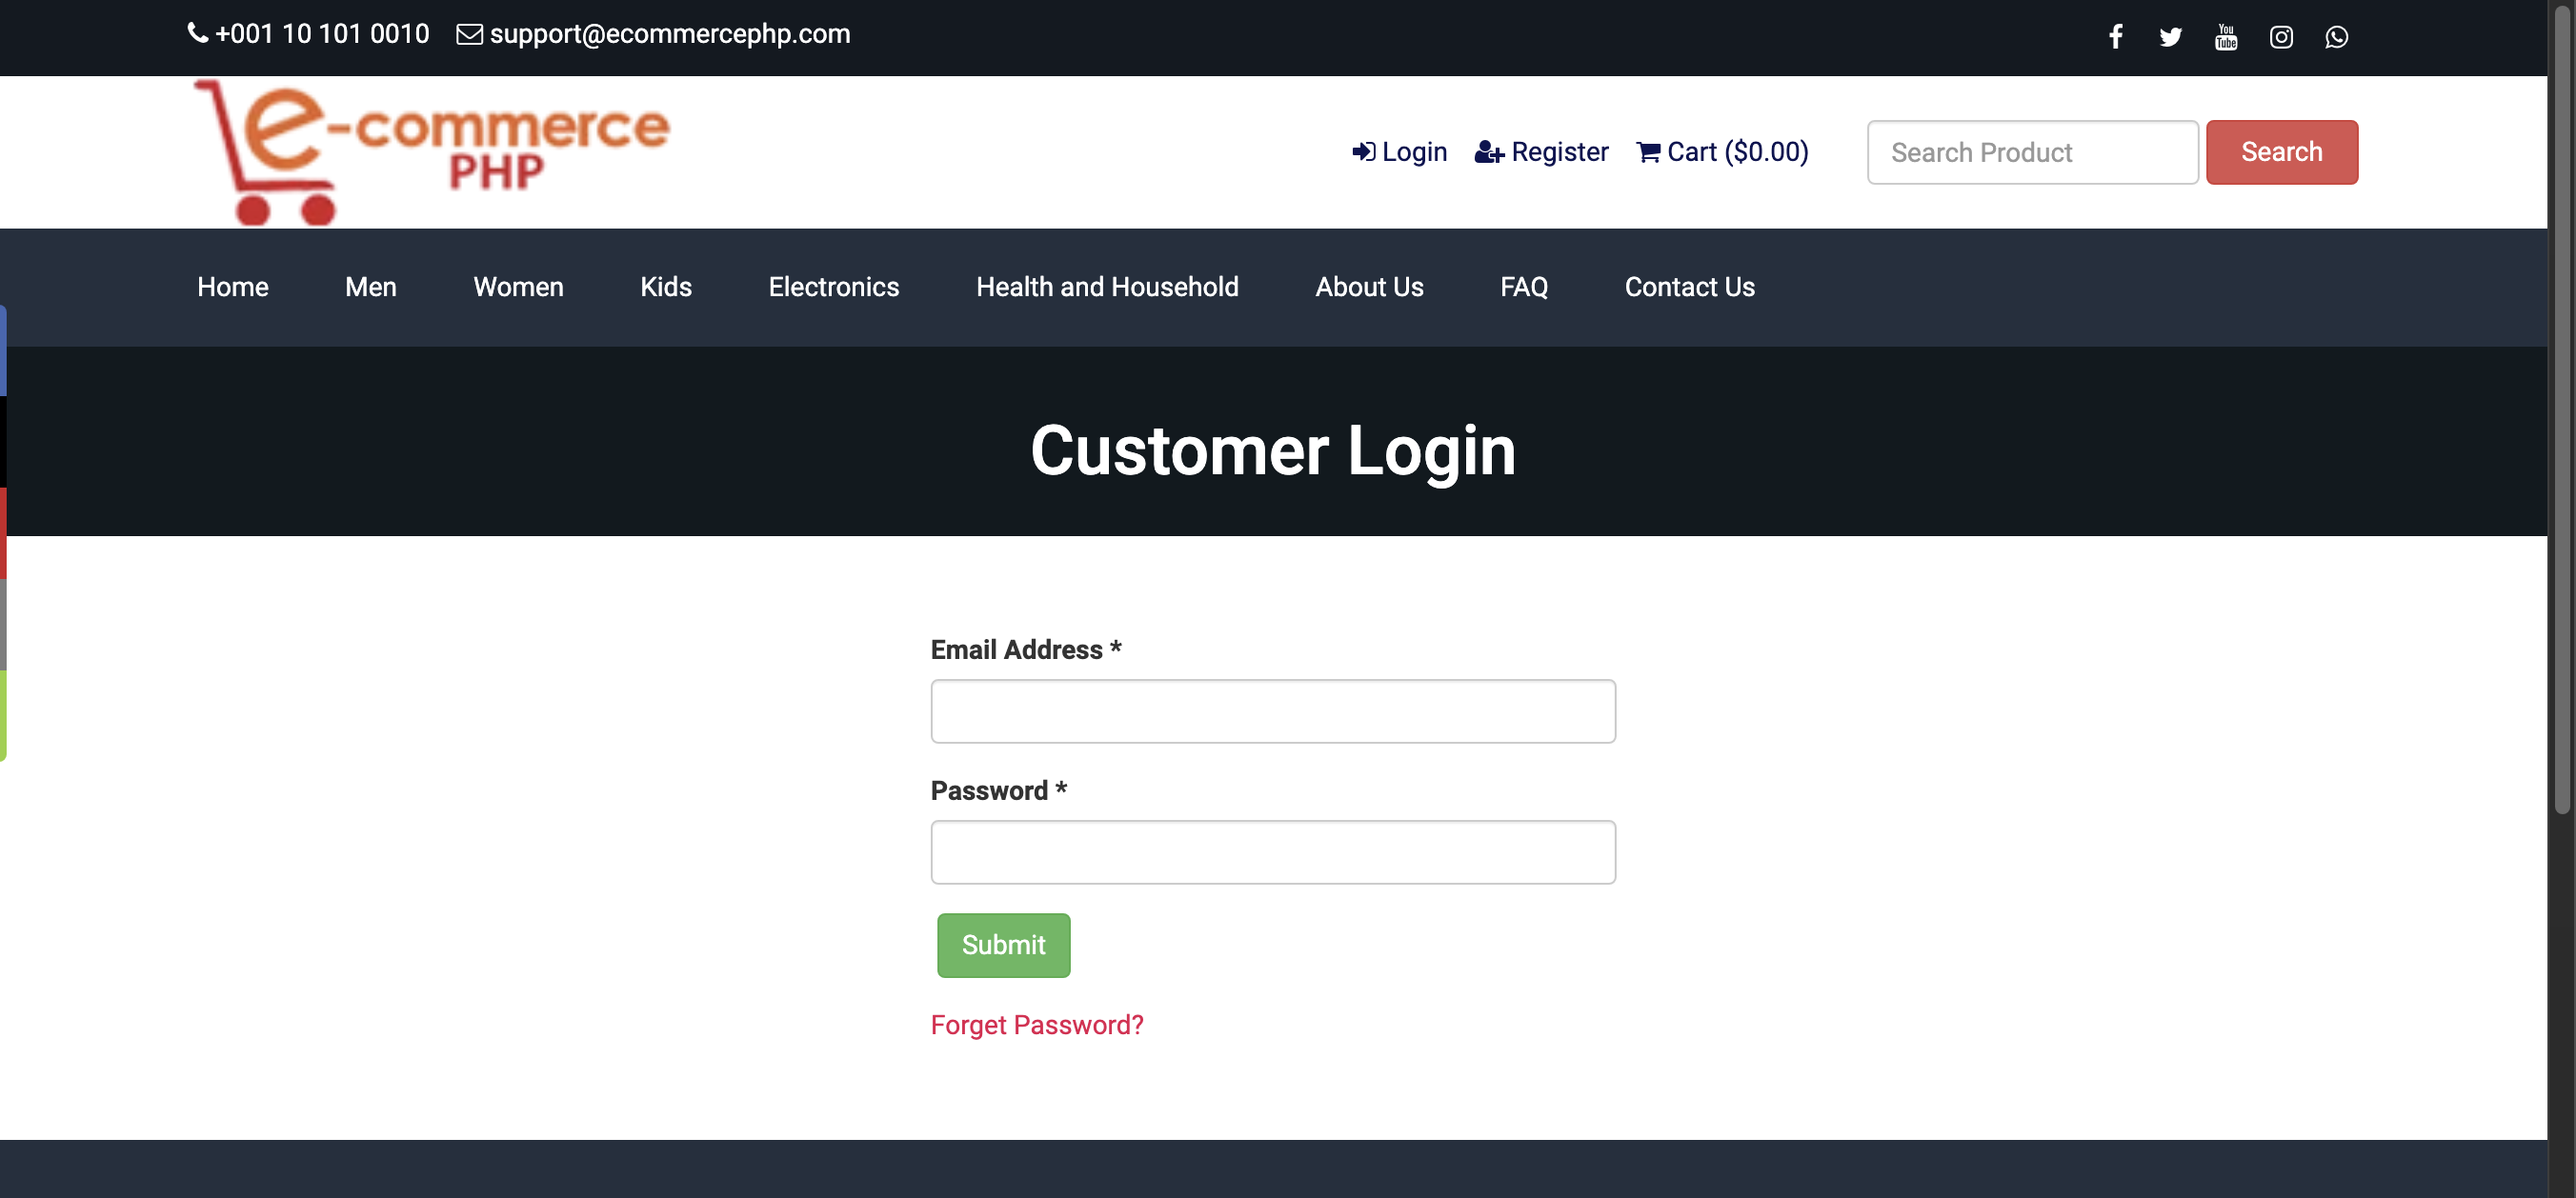 +001 10 101 0010 support@ecommercephp.com
You
Tube
e-commerce
PHP
Login Register Cart ($0.00) Search Product Search
Home Men Women Kids Electronics Health and Household About Us FAQ Contact Us
Customer Login
Email Address *
Password *
Submit
Forget Password?